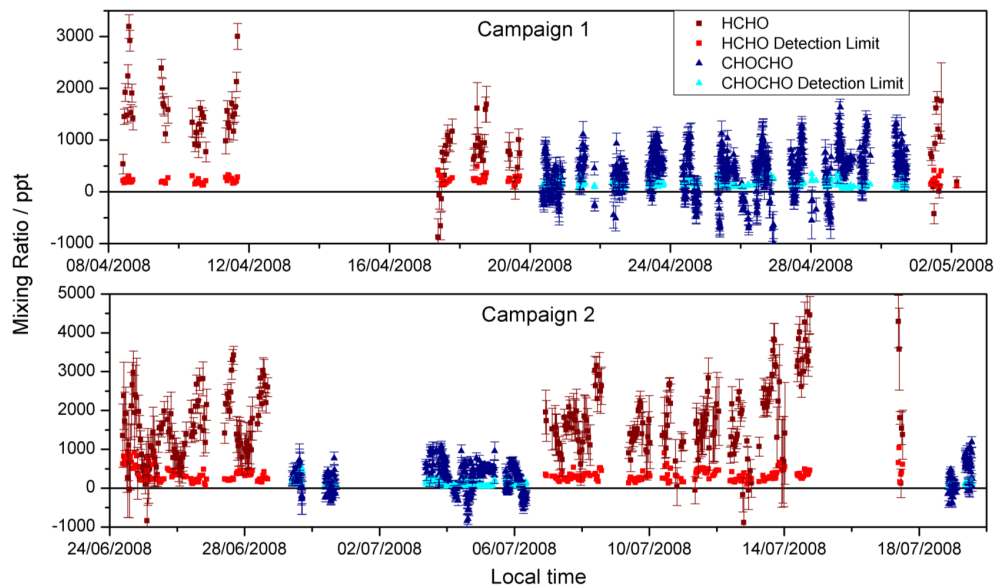 Mixing Ratio / ppt
Campaign 1
HCHO
HCHO Detection Limit
CHOCHO
CHOCHO Detection Limit
3000
2000
1000
0
-1000
08/04/2008 12/04/2008 16/04/2008 20/04/2008 24/04/2008 28/04/2008 02/05/2008
Campaign 2
5000
4000
3000
2000
1000
0
-1000
24/06/2008 28/06/2008 02/07/2008 06/07/2008 10/07/2008 14/07/2008 18/07/2008
Local time